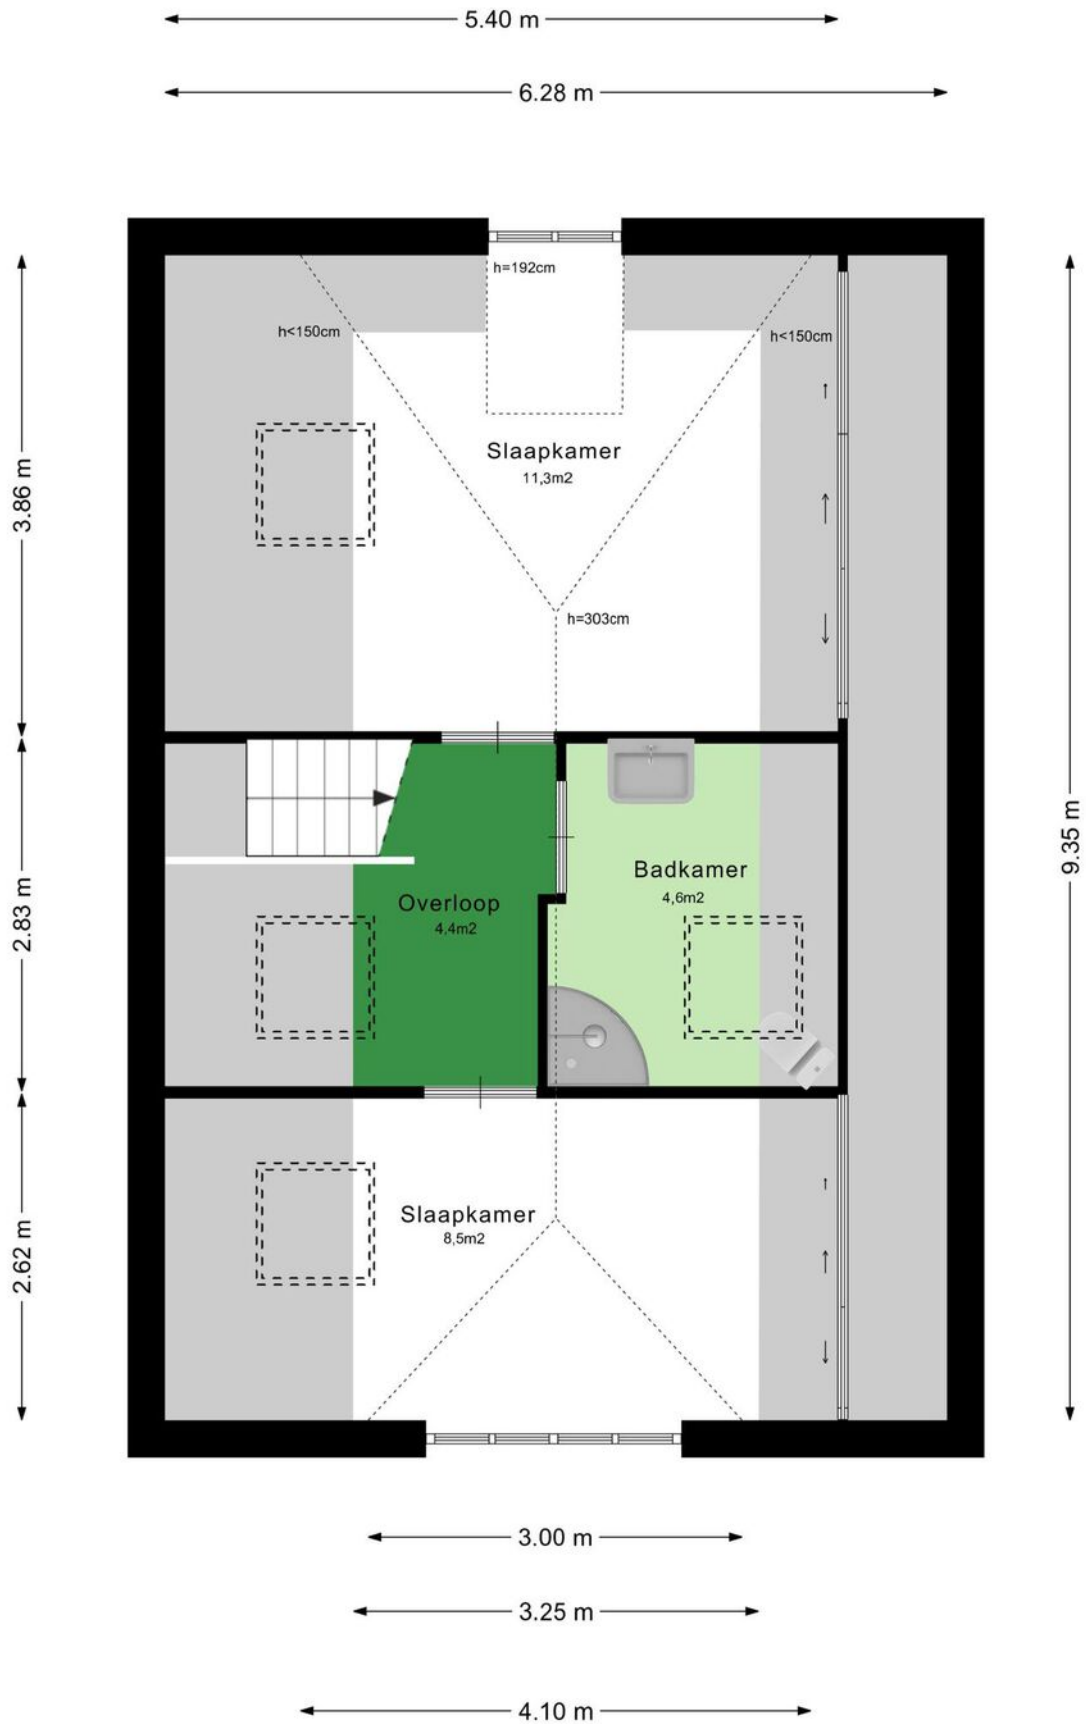 5.40 m
6.28 m
h=192cm
h<150cm
h<150cm
Slaapkamer
11,3m2
3.86 m
h=303cm
9.35 m
Badkamer
4,6m2
Overloop
4,4m2
2.83 m
Slaapkamer
8,5m2
2.62 m
3.00 m
3.25 m
4.10 m